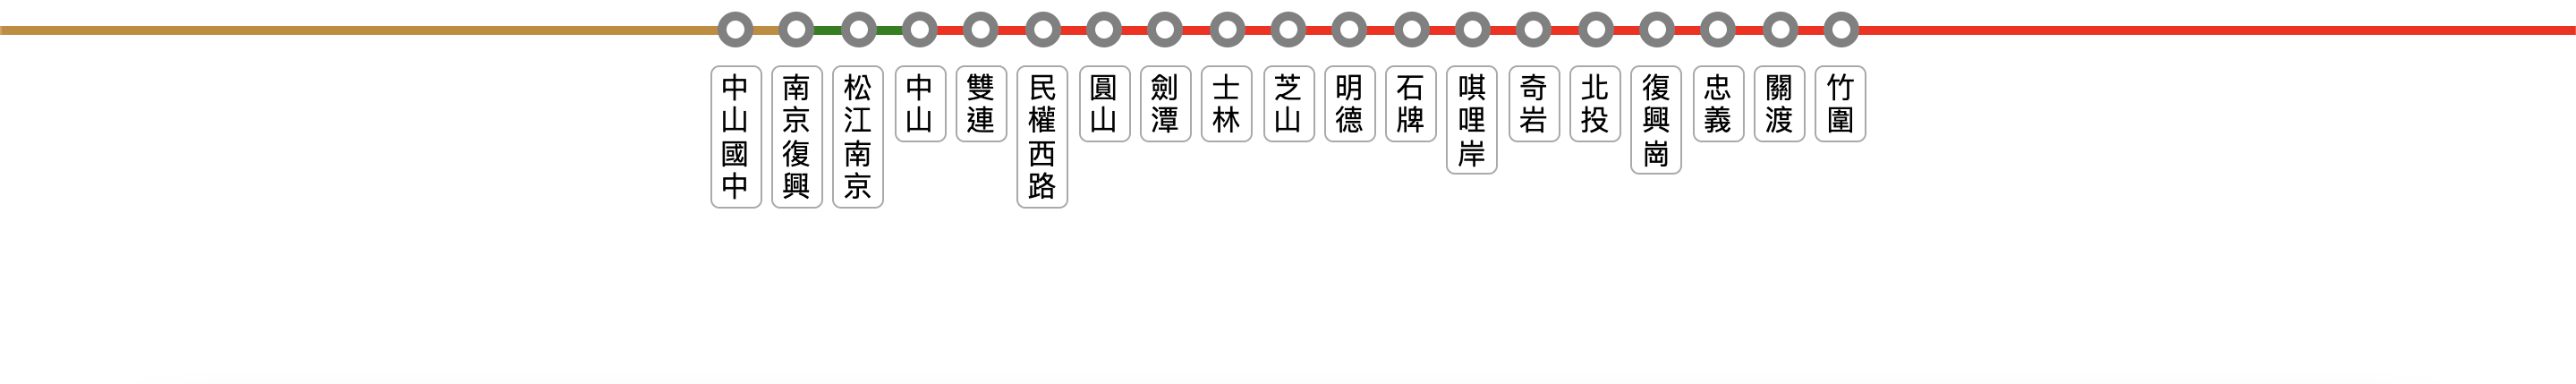 中山國中
南京復興
松江南京
中山
雙連
民權西路
圓山
劍潭
士林
芝山
明德
石牌
唭哩岸
奇岩
北投
復興崗
忠義
關渡
竹圍